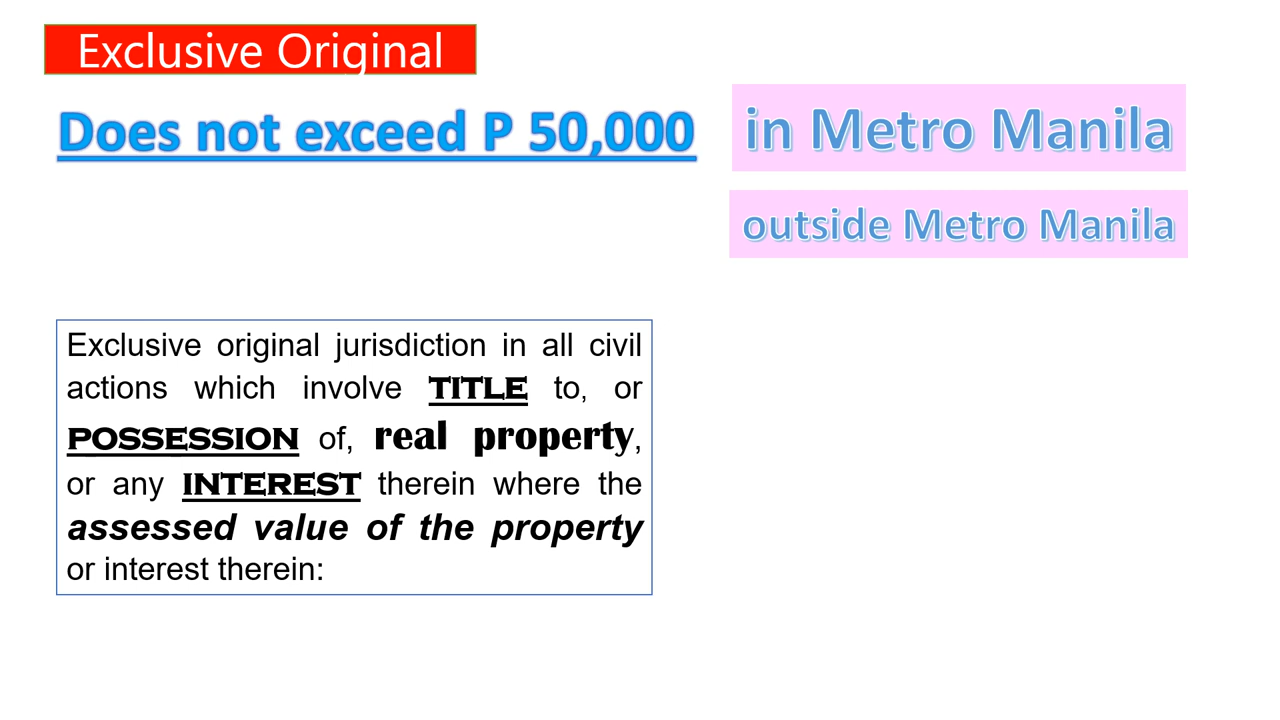 Exclusive Original
Does not exceed P 50,000
in Metro Manila
outside Metro Manila
Exclusive original jurisdiction in all civil
actions which involve TITLE to, or
POSSESSION of, real property,
or any INTEREST therein where the
assessed value of the property
or interest therein: